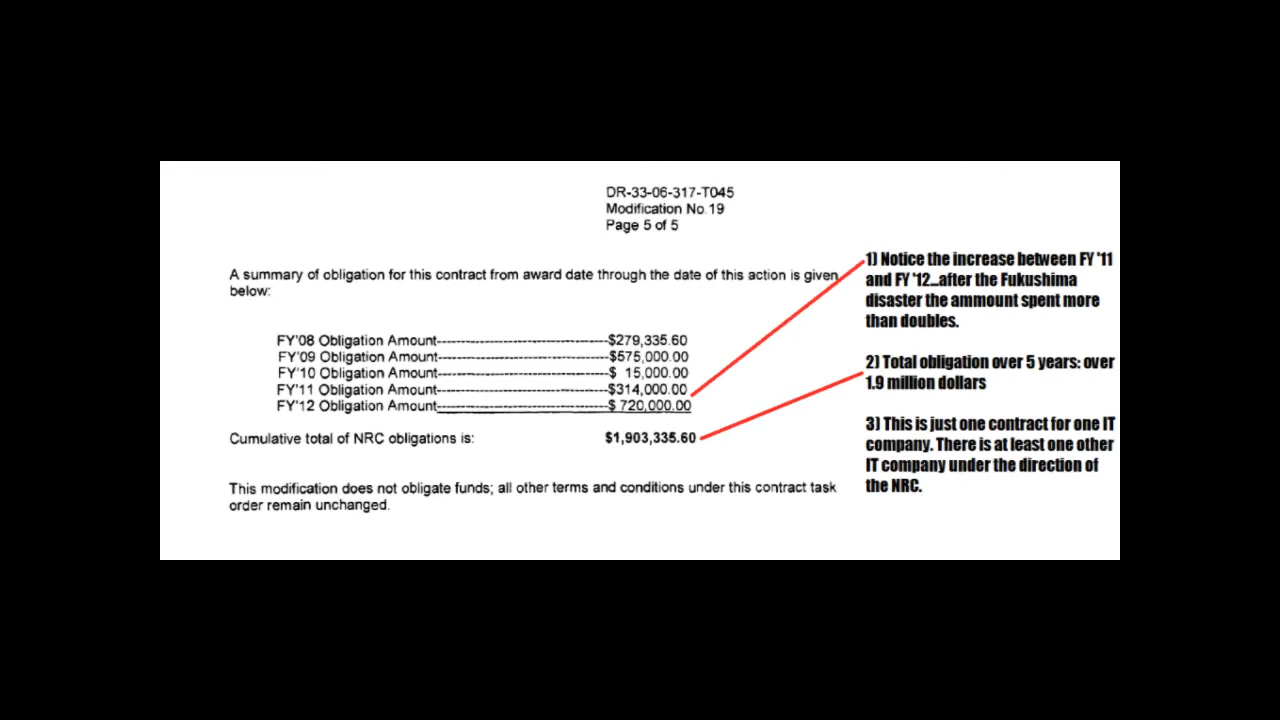 DR-33-06-317-T045
Modification No.19
Page 5 of 5
A summary of obligation for this contract from award date through the date of this action is given
below:
FY'08 Obligation Amount---------------------------------------$279,335.60
FY'09 Obligation Amount---------------------------------------$575,000.00
FY'10 Obligation Amount---------------------------------------$ 15,000.00
FY'11 Obligation Amount---------------------------------------$314,000.00
FY'12 Obligation Amount---------------------------------------$ 720,000.00
Cumulative total of NRC obligations is: $1,903,335.60
This modification does not obligate funds; all other terms and conditions under this contract task
order remain unchanged.
1) Notice the increase between FY '11
and FY '12...after the Fukushima
disaster the ammount spent more
than doubles.
2) Total obligation over 5 years: over
1.9 million dollars
3) This is just one contract for one IT
company. There is at least one other
IT company under the direction of
the NRC.